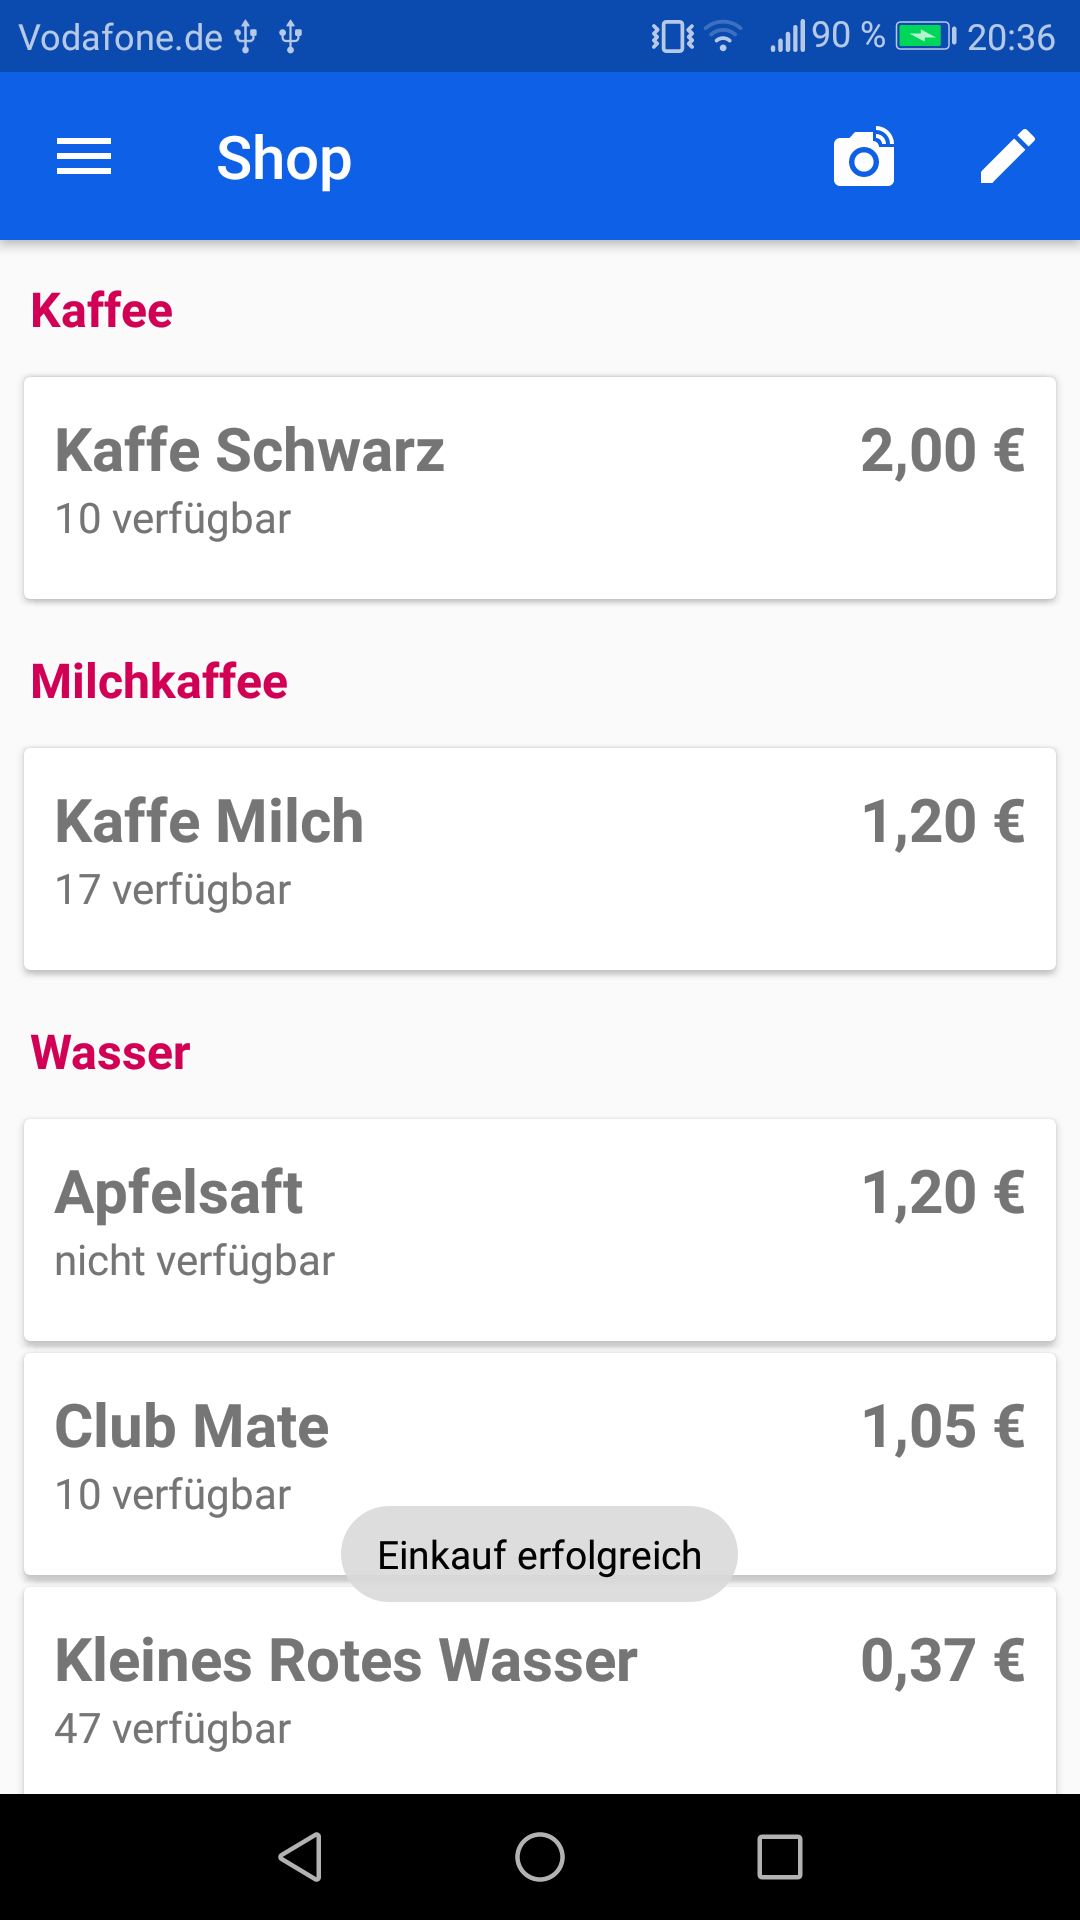 Vodafone.de 90 % 20:36
Shop
Kaffee
Kaffe Schwarz 2,00 €
10 verfügbar
Milchkaffee
Kaffe Milch 1,20 €
17 verfügbar
Wasser
Apfelsaft 1,20 €
nicht verfügbar
Club Mate 1,05 €
10 verfügbar
Einkauf erfolgreich
Kleines Rotes Wasser 0,37 €
47 verfügbar